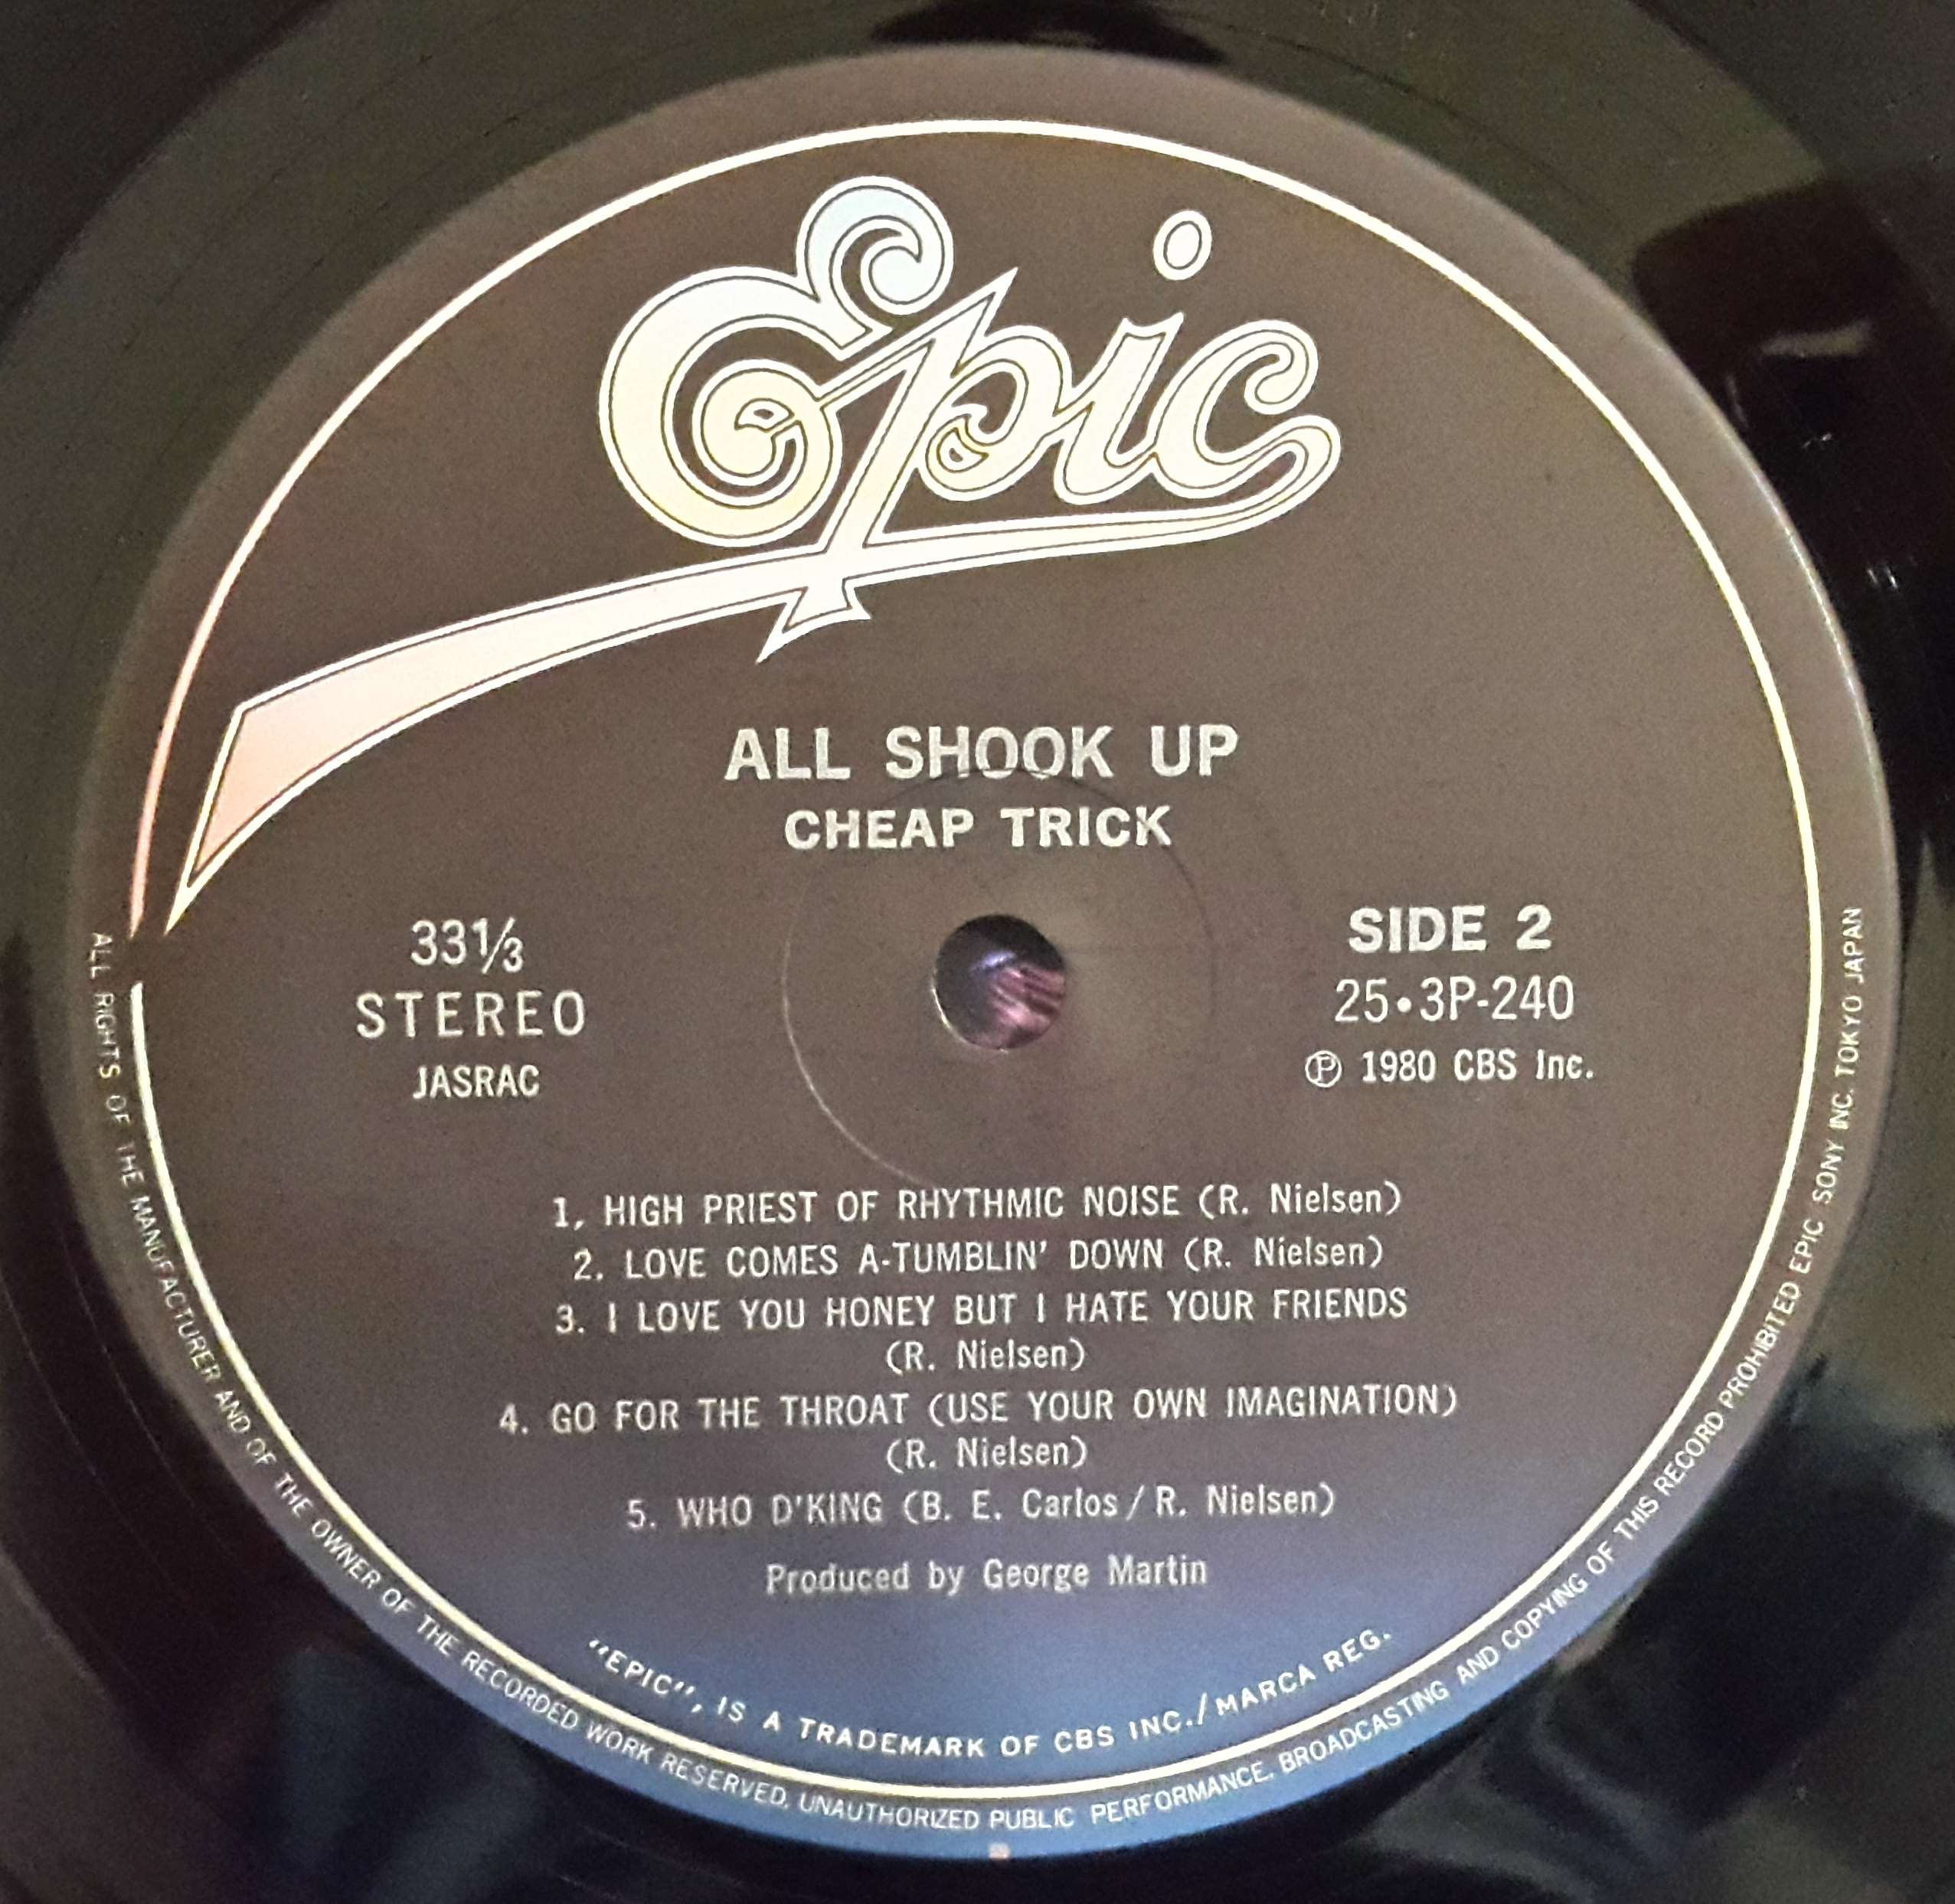 Epic
ALL SHOOK UP
CHEAP TRICK
33⅓
STEREO
JASRAC
SIDE 2
25•3P-240
Ⓟ 1980 CBS Inc.
1. HIGH PRIEST OF RHYTHMIC NOISE (R. Nielsen)
2. LOVE COMES A-TUMBLIN' DOWN (R. Nielsen)
3. I LOVE YOU HONEY BUT I HATE YOUR FRIENDS
(R. Nielsen)
4. GO FOR THE THROAT (USE YOUR OWN IMAGINATION)
(R. Nielsen)
5. WHO D'KING (B. E. Carlos / R. Nielsen)
Produced by George Martin
"EPIC", IS A TRADEMARK OF CBS INC./MARCA REG.
ALL RIGHTS OF THE MANUFACTURER AND OF THE OWNER OF THE RECORDED WORK RESERVED. UNAUTHORIZED PUBLIC PERFORMANCE. BROADCASTING AND COPYING OF THIS RECORD PROHIBITED EPIC SONY INC. TOKYO JAPAN